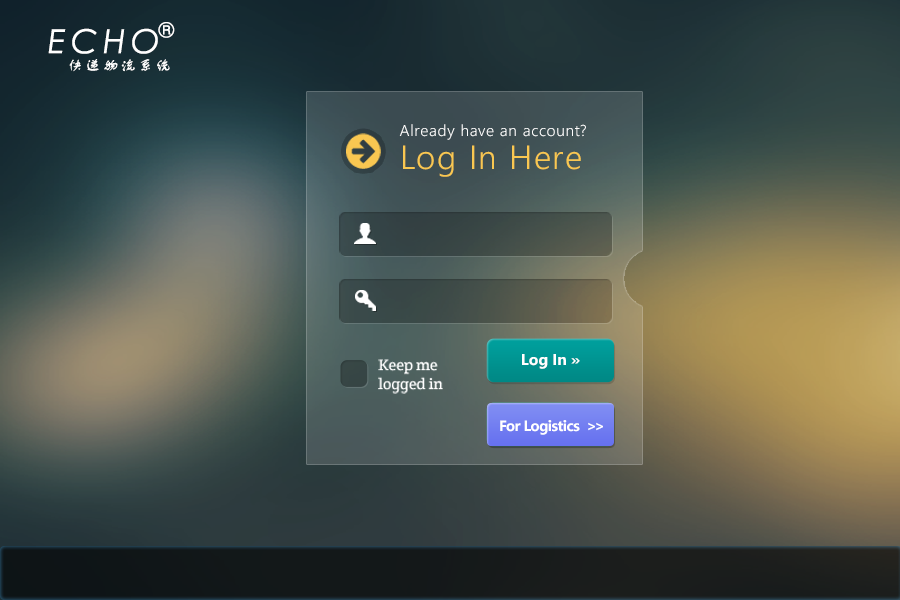 ECHO®
快递物流系统
Already have an account?
Log In Here
Keep me
logged in
Log In »
For Logistics >>